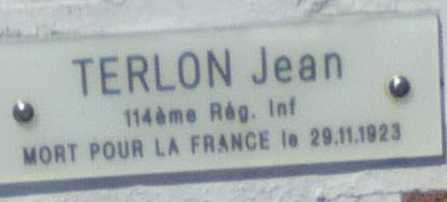 TERLON Jean
114ème Rég. Inf
MORT POUR LA FRANCE le 29.11.1923